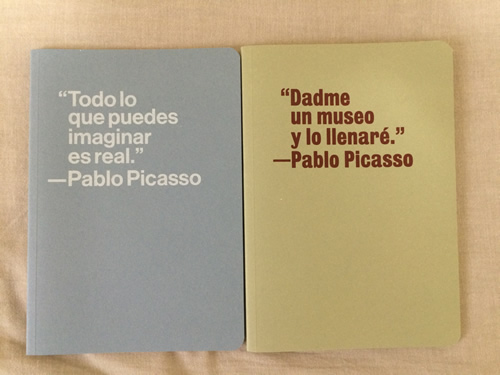 “Todo lo
que puedes
imaginar
es real.”
—Pablo Picasso
“Dadme
un museo
y lo llenaré.”
—Pablo Picasso